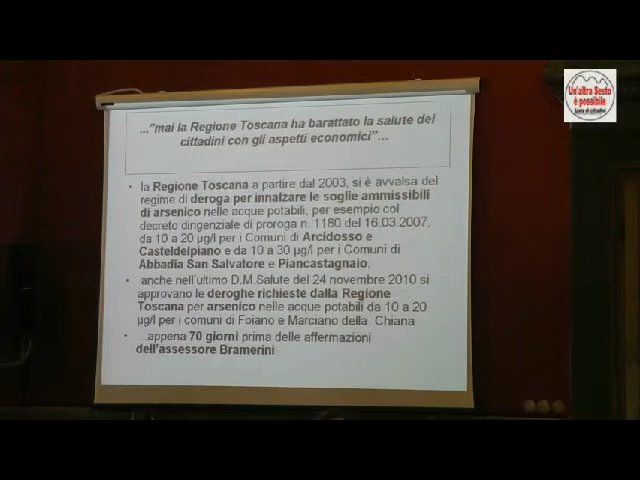 Un'altra Sesto
è possibile
Lista di cittadini
..."mai la Regione Toscana ha barattato la salute dei
cittadini con gli aspetti economici"...
• la Regione Toscana a partire dal 2003, si è avvalsa del
regime di deroga per innalzare le soglie ammissibili
di arsenico nelle acque potabili, per esempio col
decreto dirigenziale di proroga n. 1180 del 16.03.2007,
da 10 a 20 µg/l per i Comuni di Arcidosso e
Casteldelpiano e da 10 a 30 µg/l per i Comuni di
Abbadia San Salvatore e Piancastagnaio,
• anche nell'ultimo D.M.Salute del 24 novembre 2010 si
approvano le deroghe richieste dalla Regione
Toscana per arsenico nelle acque potabili da 10 a 20
µg/l per i comuni di Foiano e Marciano della Chiana
• ...appena 70 giorni prima delle affermazioni
dell'assessore Bramerini